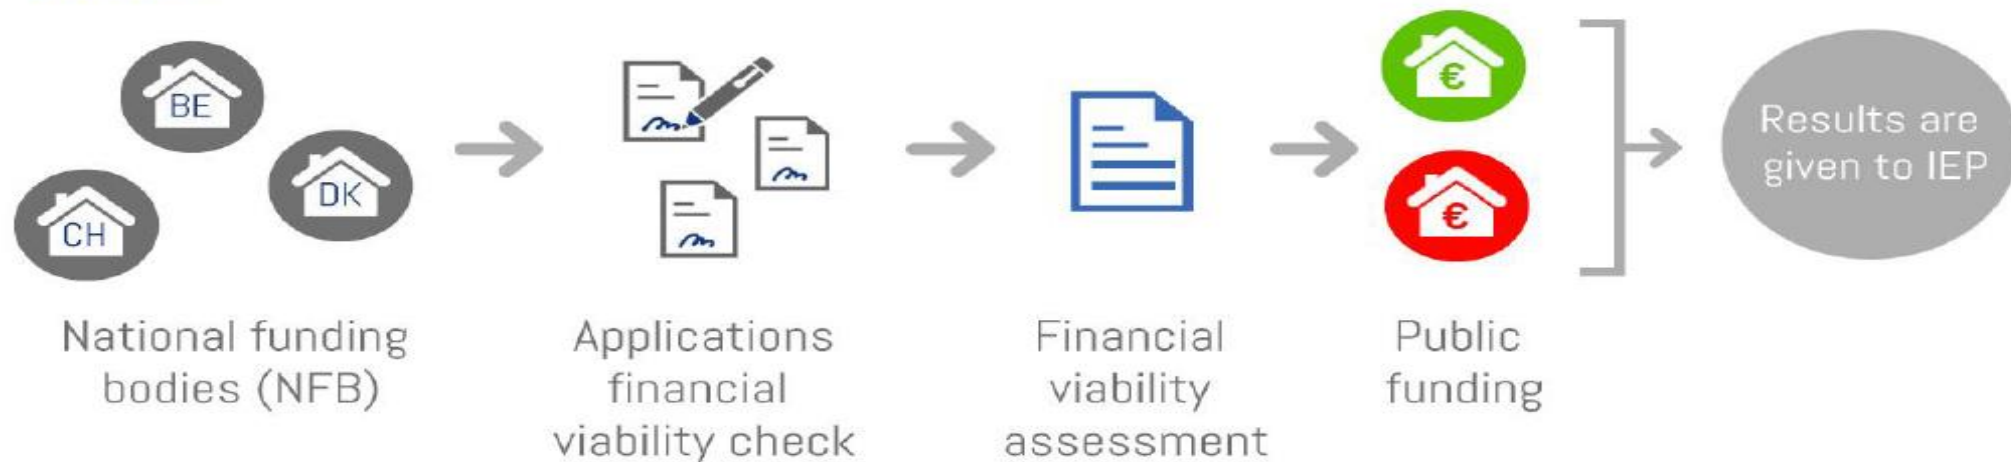 BE
DK
CH
€
€
Results are
given to IEP
National funding
bodies (NFB)
Applications
financial
viability check
Financial
viability
assessment
Public
funding